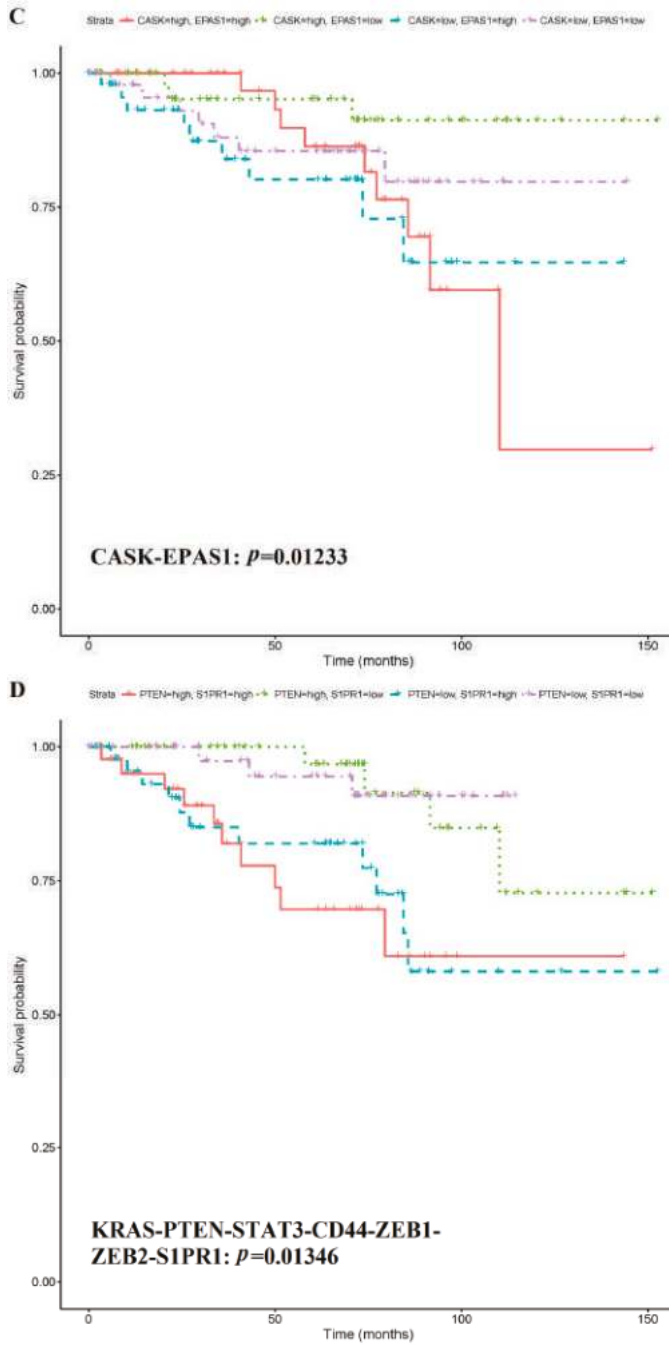 C
Strata CASK=high, EPAS1=high CASK=high, EPAS1=low CASK=low, EPAS1=high CASK=low, EPAS1=low
1.00
0.75
Survival probability
0.50
0.25
CASK-EPAS1: p=0.01233
0.00
0 50 100 150
Time (months)
D
Strata PTEN=high, S1PR1=high PTEN=high, S1PR1=low PTEN=low, S1PR1=high PTEN=low, S1PR1=low
1.00
0.75
Survival probability
0.50
0.25
KRAS-PTEN-STAT3-CD44-ZEB1-
ZEB2-S1PR1: p=0.01346
0.00
0 50 100 150
Time (months)